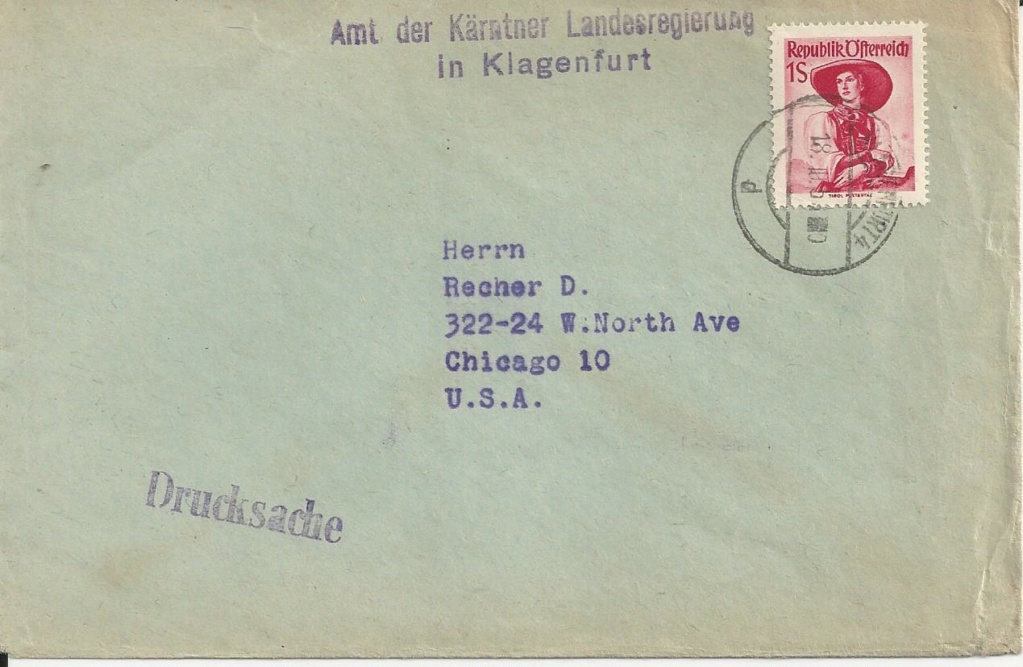 Amt der Kärntner Landesregierung
in Klagenfurt
Republik Österreich
1S
TIROL PUSTERTAL
p
Herrn
Recher D.
322-24 W.North Ave
Chicago 10
U.S.A.
Drucksache